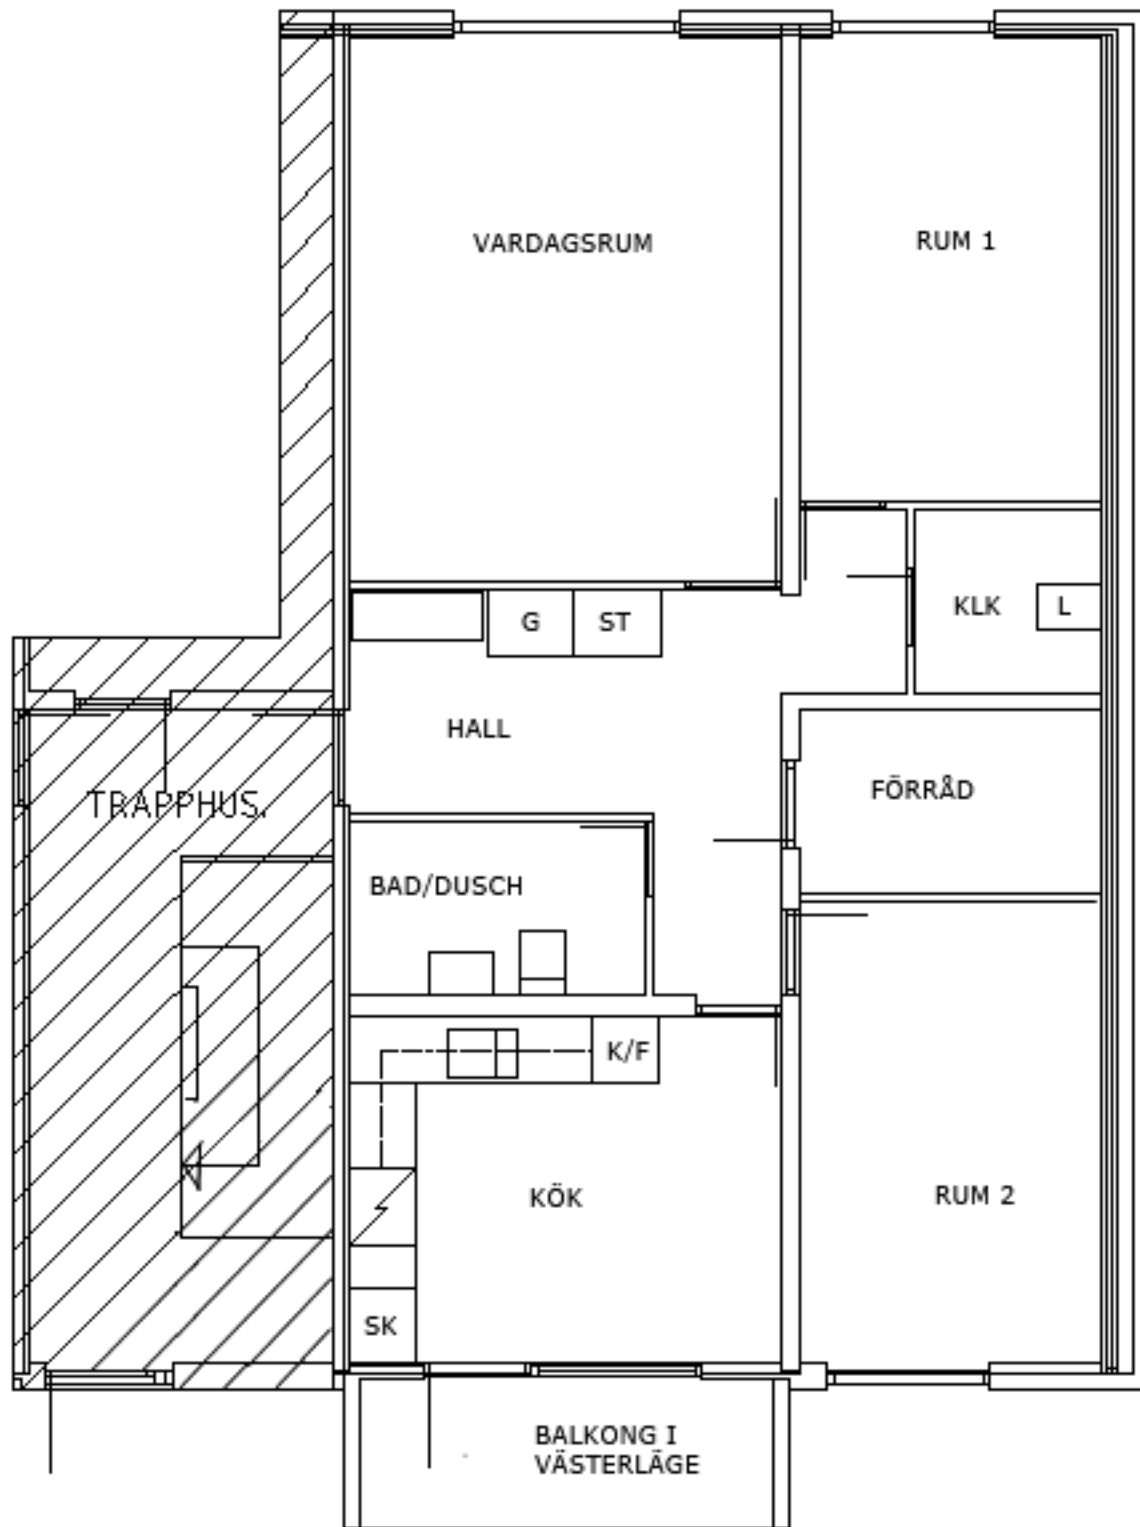 VARDAGSRUM
RUM 1
G
ST
KLK
L
HALL
FÖRRÅD
TRAPPHUS.
BAD/DUSCH
K/F
KÖK
RUM 2
SK
BALKONG I
VÄSTERLÄGE